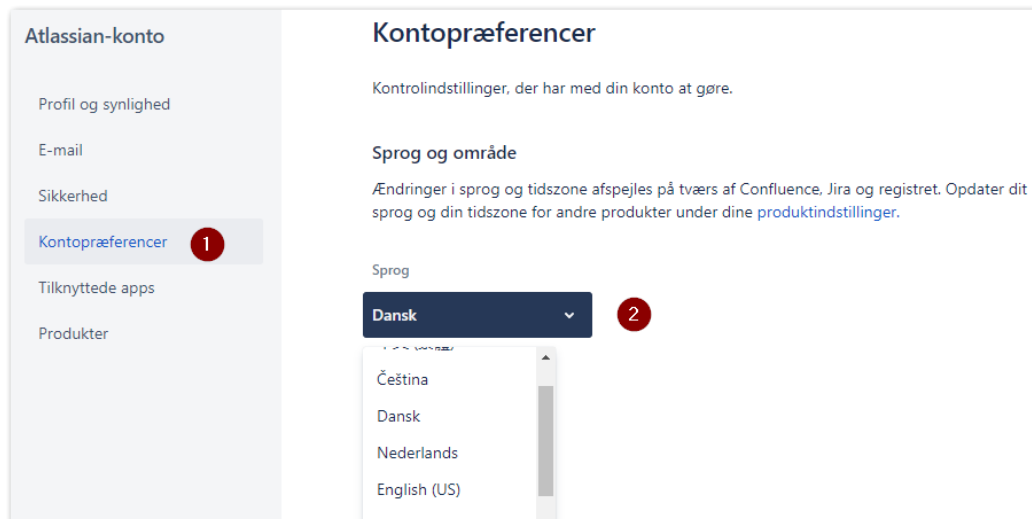 Atlassian-konto
Profil og synlighed
E-mail
Sikkerhed
Kontopræferencer
1
Tilknyttede apps
Produkter
Kontopræferencer
Kontrolindstillinger, der har med din konto at gøre.
Sprog og område
Ændringer i sprog og tidszone afspejles på tværs af Confluence, Jira og registret. Opdater dit
sprog og din tidszone for andre produkter under dine produktindstillinger.
Sprog
Dansk
2
Čeština
Dansk
Nederlands
English (US)